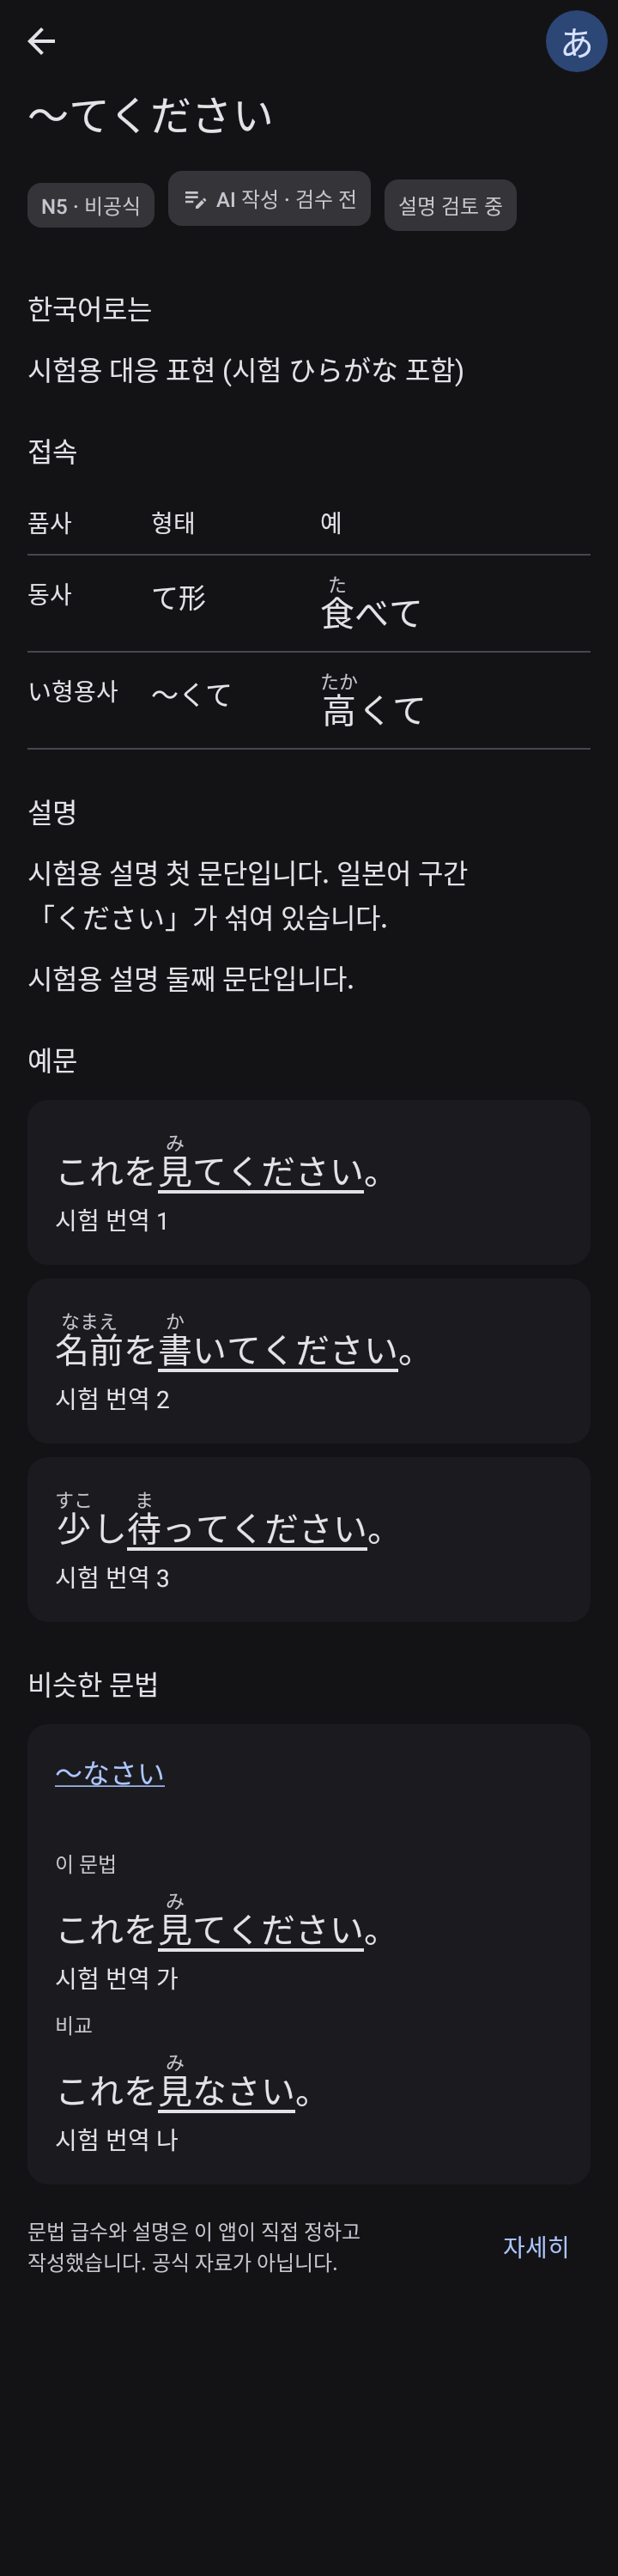 あ
～てください
N5 · 비공식
AI 작성 · 검수 전
설명 검토 중
한국어로는
시험용 대응 표현 (시험 ひらがな 포함)
접속
품사 형태 예
た
동사 て形 食べて
たか
い형용사 ～くて 高くて
설명
시험용 설명 첫 문단입니다. 일본어 구간
「ください」가 섞여 있습니다.
시험용 설명 둘째 문단입니다.
예문
み
これを見てください。
시험 번역 1
なまえ か
名前を書いてください。
시험 번역 2
すこ ま
少し待ってください。
시험 번역 3
비슷한 문법
～なさい
이 문법
み
これを見てください。
시험 번역 가
비교
み
これを見なさい。
시험 번역 나
문법 급수와 설명은 이 앱이 직접 정하고
작성했습니다. 공식 자료가 아닙니다.
자세히